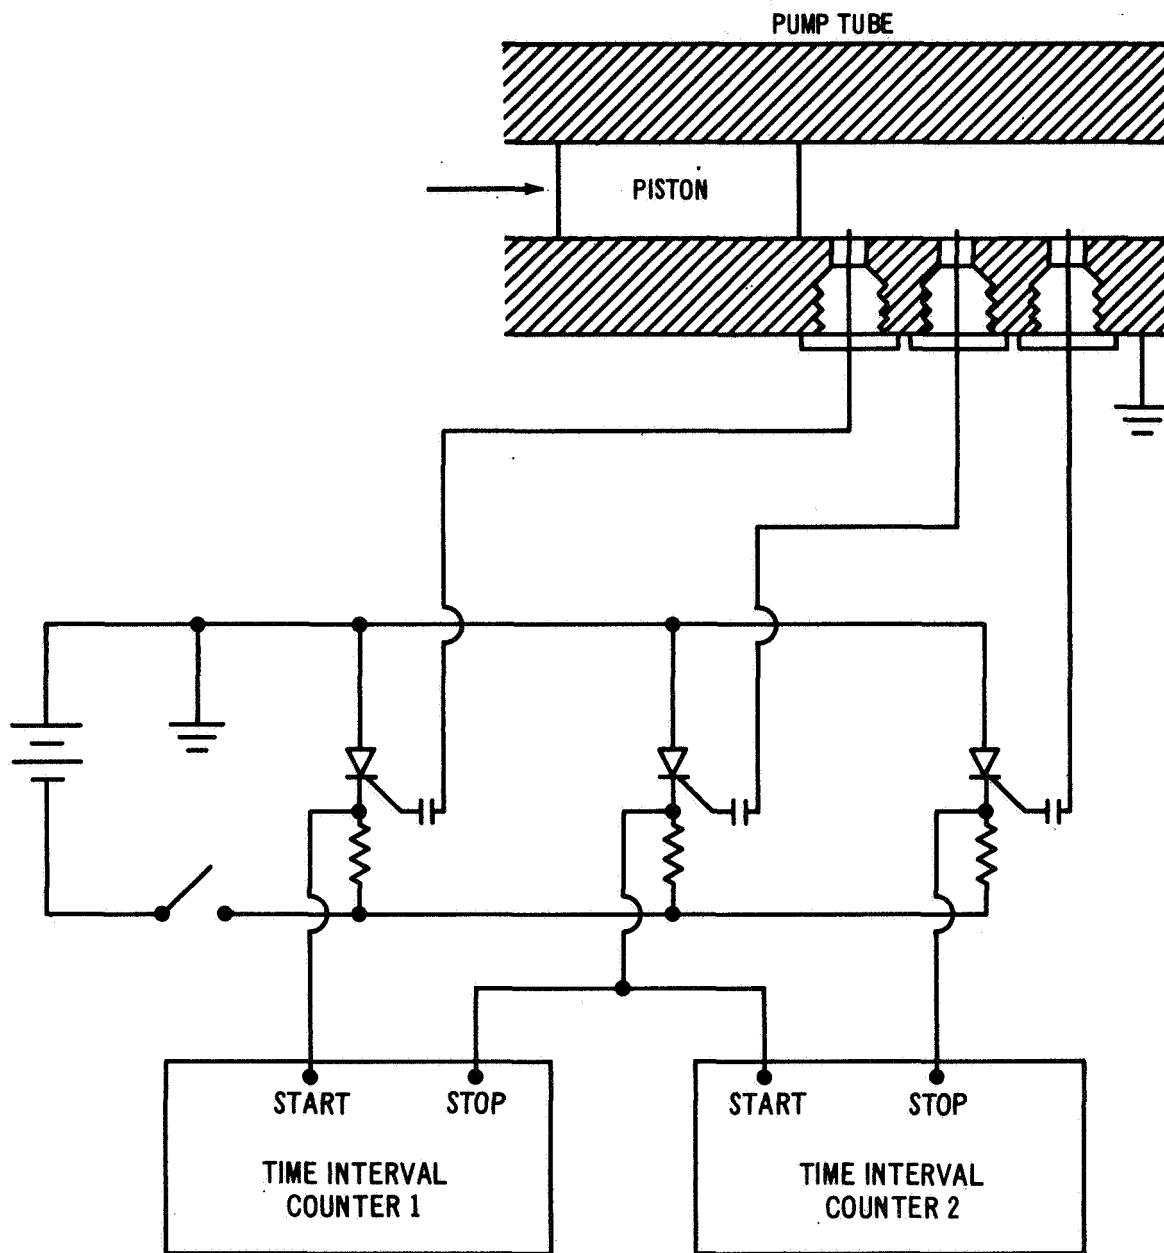 PUMP TUBE
PISTON
START
STOP
START
STOP
TIME INTERVAL
COUNTER 1
TIME INTERVAL
COUNTER 2